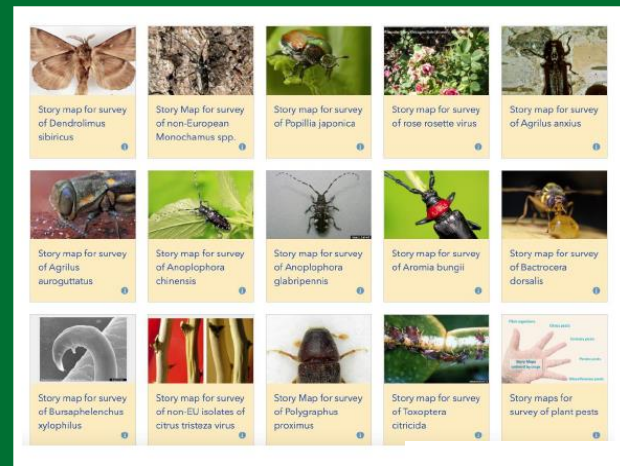 Story map for survey
of Dendrolimus
sibiricus
Story Map for survey
of non-European
Monochamus spp.
Story map for survey
of Popillia japonica
Story map for survey
of rose rosette virus
Story map for survey
of Agrilus anxius
Story map for survey
of Agrilus
auroguttatus
Story map for survey
of Anoplophora
chinensis
Story map for survey
of Anoplophora
glabripennis
Story map for survey
of Aromia bungii
Story map for survey
of Bactrocera
dorsalis
Story map for survey
of Bursaphelenchus
xylophilus
Story map for survey
of non-EU isolates of
citrus tristeza virus
Story Map for survey
of Polygraphus
proximus
Story map for survey
of Toxoptera
citricida
Story Maps
Story maps for
survey of plant pests